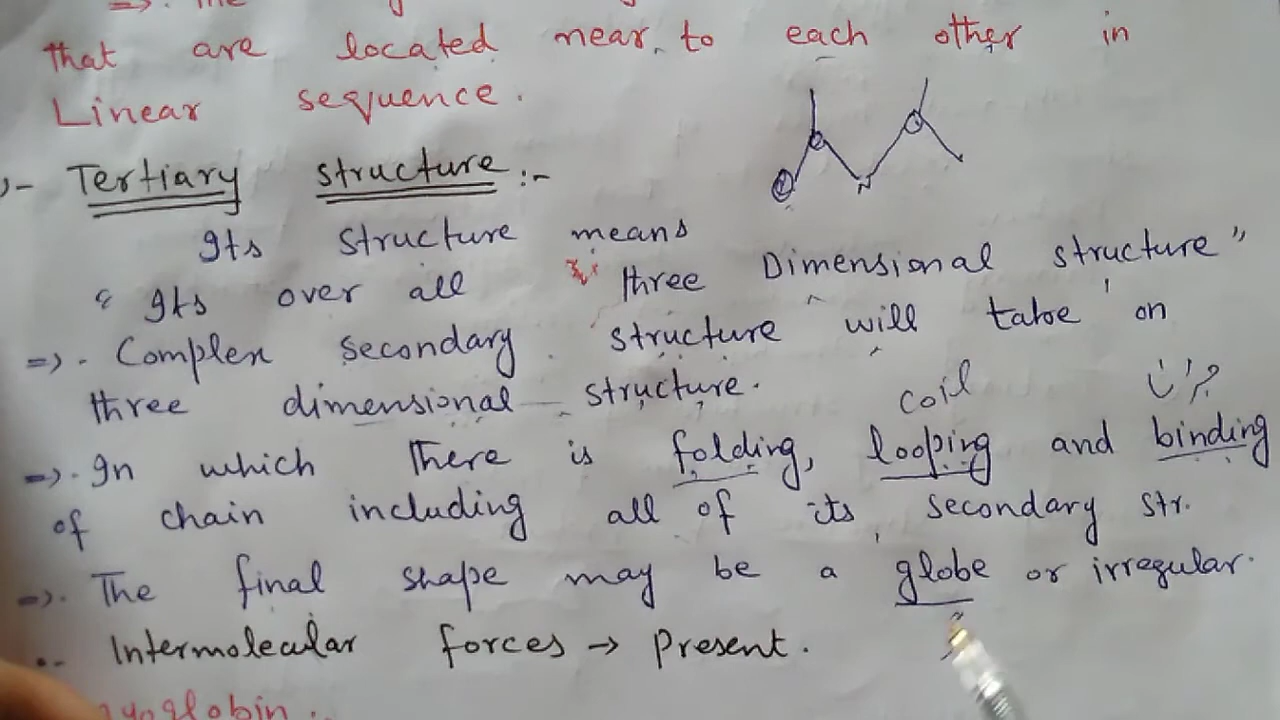 =>. The
that are located near to each other in
Linear sequence.
:- Tertiary structure :-
Its structure means
" Its over all three Dimensional structure "
=>. Complex secondary structure will take on
three dimensional structure.
coil
=>. In which there is folding, looping and binding
of chain including all of its secondary str.
=>. The final shape may be a globe or irregular.
•- Intermolecular forces → Present.
yoglobin :